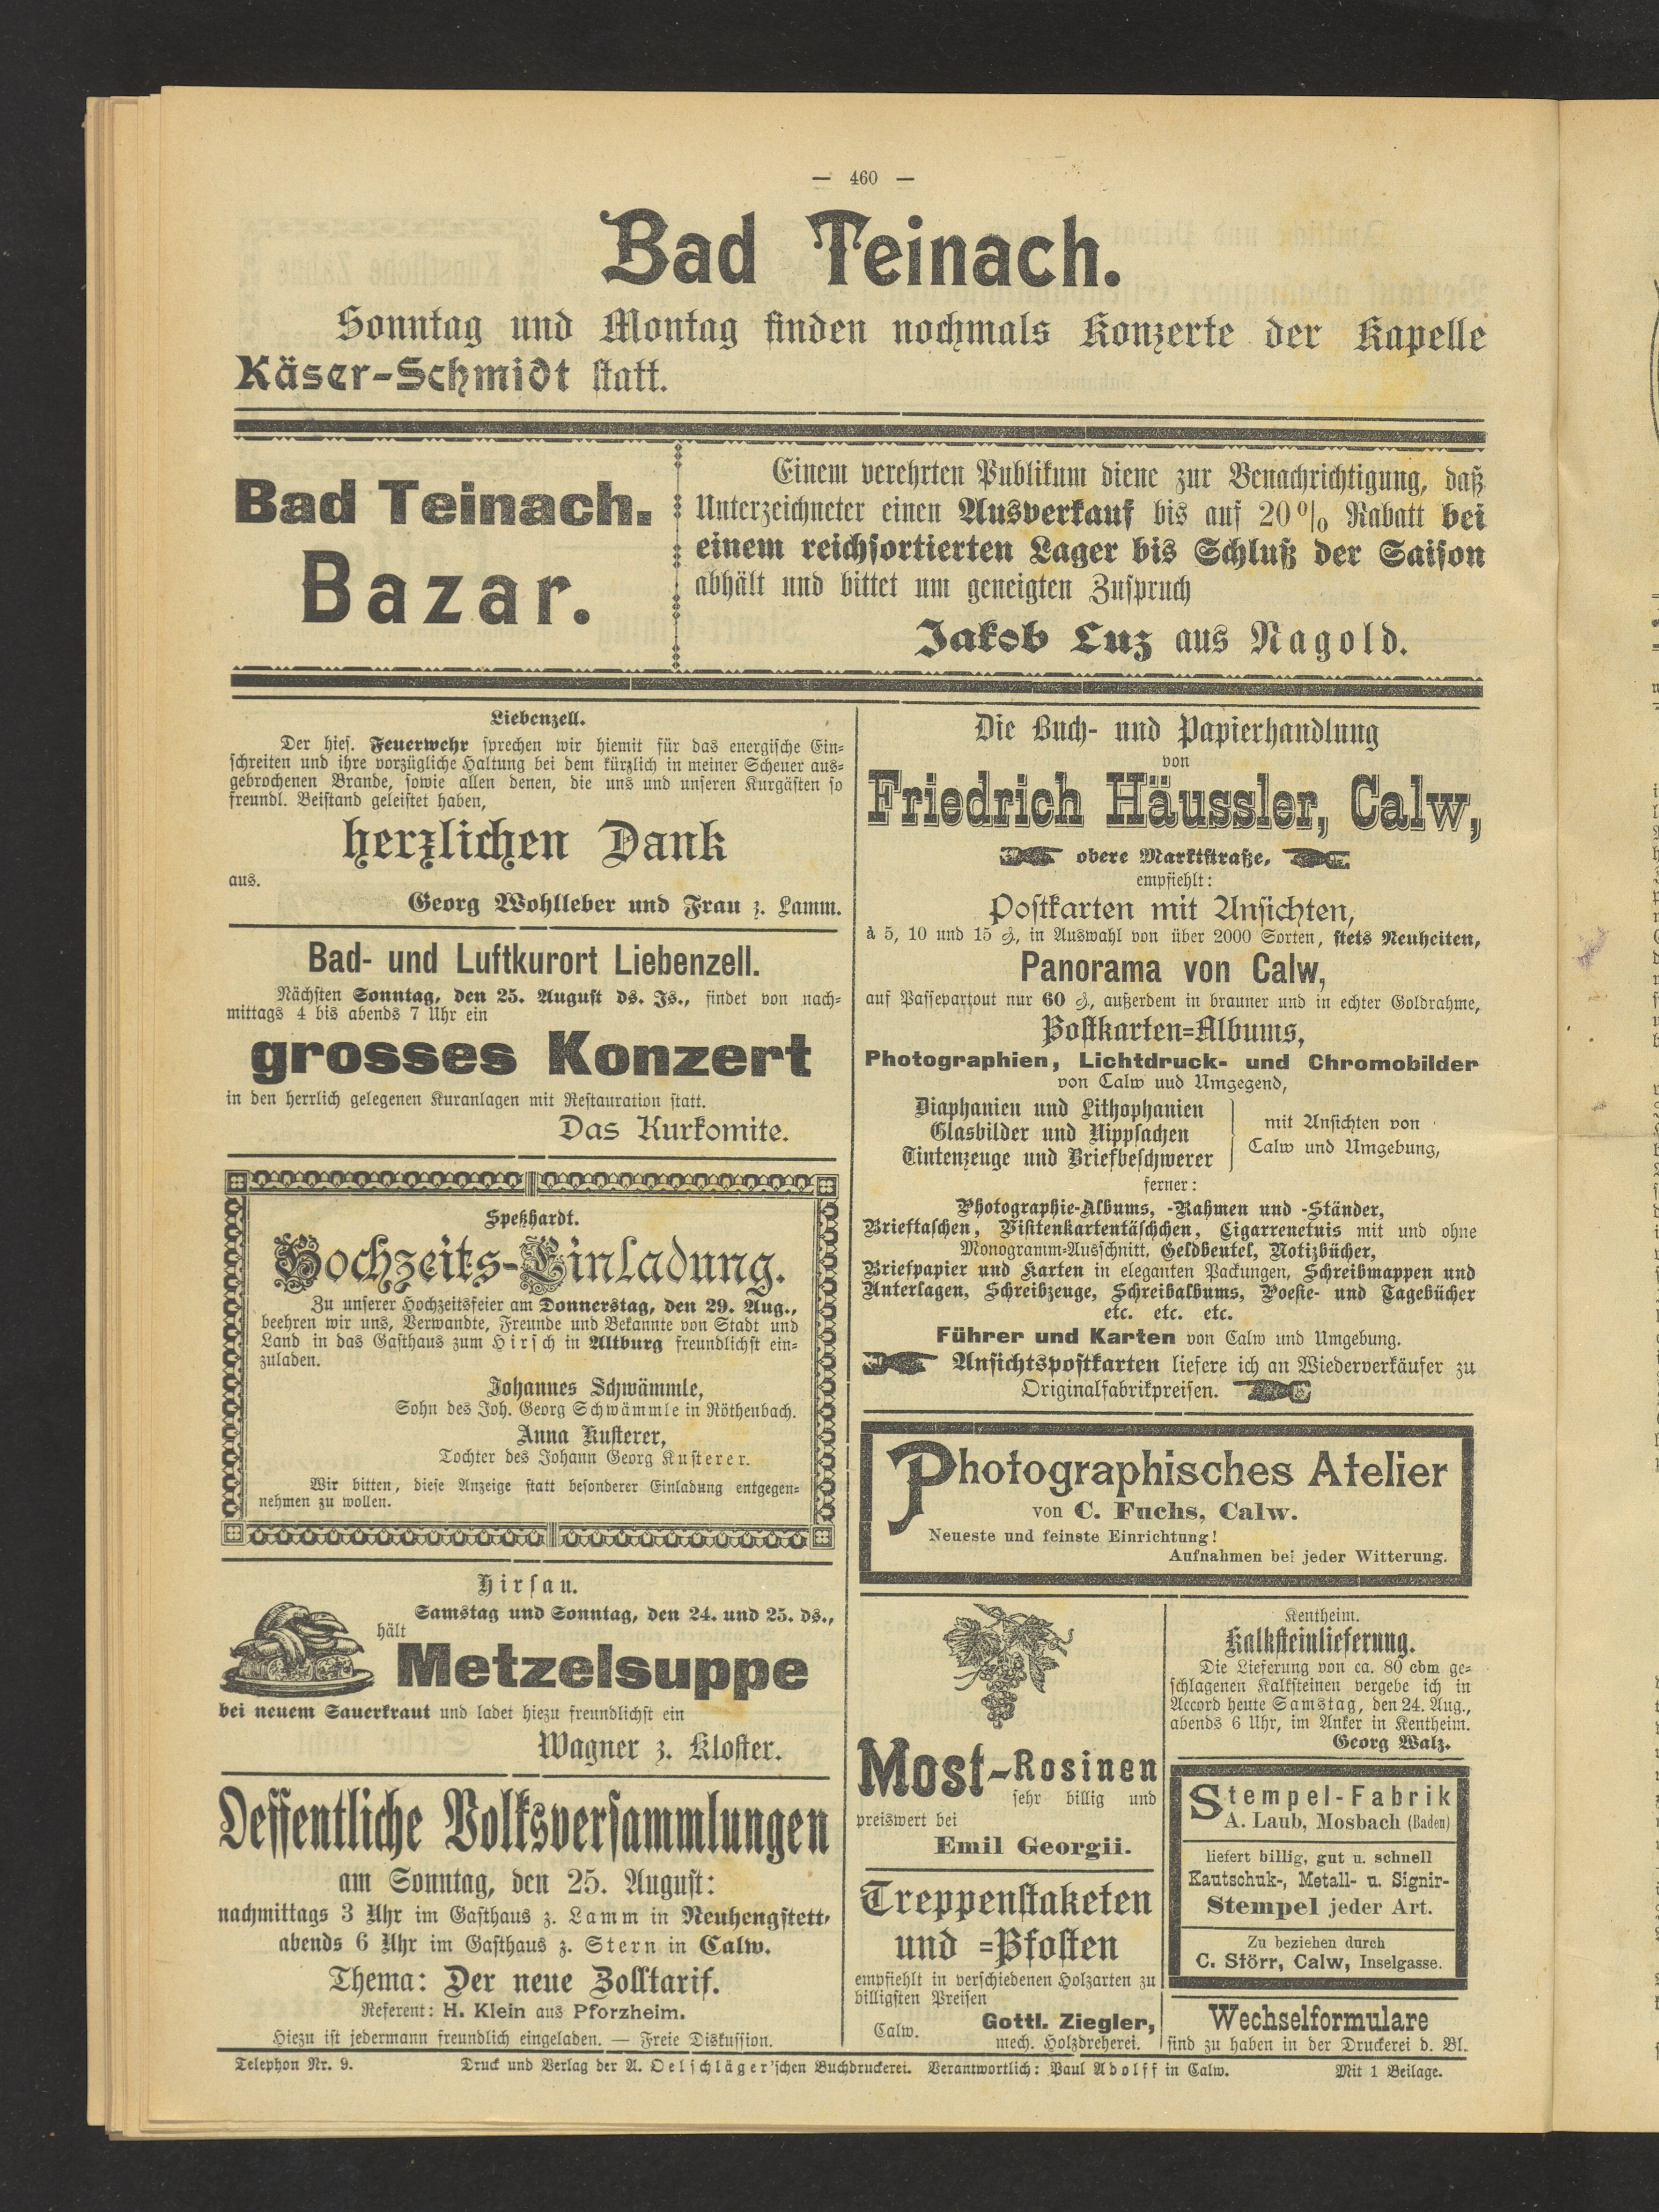 — 460 —
Bad Teinach.
Sonntag und Montag finden nochmals Konzerte der Kapelle
Käser-Schmidt statt.
Bad Teinach.
Bazar.
Einem verehrten Publikum diene zur Benachrichtigung, daß
Unterzeichneter einen Ausverkauf bis auf 20% Rabatt bei
einem reichsortierten Lager bis Schluß der Saison
abhält und bittet um geneigten Zuspruch
Jakob Luz aus Nagold.
Liebenzell.
Der hies. Feuerwehr sprechen wir hiemit für das energische Ein-
schreiten und ihre vorzügliche Haltung bei dem kürzlich in meiner Scheuer aus-
gebrochenen Brande, sowie allen denen, die uns und unseren Kurgästen so
freundl. Beistand geleistet haben,
herzlichen Dank
aus.
Georg Wohlleber und Frau z. Lamm.
Bad- und Luftkurort Liebenzell.
Nächsten Sonntag, den 25. August ds. Js., findet von nach-
mittags 4 bis abends 7 Uhr ein
grosses Konzert
in den herrlich gelegenen Kuranlagen mit Restauration statt.
Das Kurkomite.
Speßhardt.
Hochzeits-Einladung.
Zu unserer Hochzeitsfeier am Donnerstag, den 29. Aug.,
beehren wir uns, Verwandte, Freunde und Bekannte von Stadt und
Land in das Gasthaus zum Hirsch in Altburg freundlichst ein-
zuladen.
Johannes Schwämmle,
Sohn des Joh. Georg Schwämmle in Röthenbach.
Anna Kusterer,
Tochter des Johann Georg Kusterer.
Wir bitten, diese Anzeige statt besonderer Einladung entgegen-
nehmen zu wollen.
Hirsau.
Samstag und Sonntag, den 24. und 25. ds.,
hält
Metzelsuppe
bei neuem Sauerkraut und ladet hiezu freundlichst ein
Wagner z. Kloster.
Oeffentliche Volksversammlungen
am Sonntag, den 25. August:
nachmittags 3 Uhr im Gasthaus z. Lamm in Neuhengstett,
abends 6 Uhr im Gasthaus z. Stern in Calw.
Thema: Der neue Zolltarif.
Referent: H. Klein aus Pforzheim.
Hiezu ist jedermann freundlich eingeladen. — Freie Diskussion.
Die Buch- und Papierhandlung
von
Friedrich Häussler, Calw,
obere Marktstraße,
empfiehlt:
Postkarten mit Ansichten,
à 5, 10 und 15 ₰, in Auswahl von über 2000 Sorten, stets Neuheiten,
Panorama von Calw,
auf Passepartout nur 60 ₰, außerdem in brauner und in echter Goldrahme,
Postkarten-Albums,
Photographien, Lichtdruck- und Chromobilder
von Calw uud Umgegend,
Diaphanien und Lithophanien
Glasbilder und Nippsachen
Tintenzeuge und Briefbeschwerer
mit Ansichten von
Calw und Umgebung,
ferner:
Photographie-Albums, -Rahmen und -Ständer,
Brieftaschen, Visitenkartentäschchen, Cigarrenetuis mit und ohne
Monogramm-Ausschnitt, Geldbeutel, Notizbücher,
Briefpapier und Karten in eleganten Packungen, Schreibmappen und
Unterlagen, Schreibzeuge, Schreibalbums, Poesie- und Tagebücher
etc. etc. etc.
Führer und Karten von Calw und Umgebung.
Ansichtspostkarten liefere ich an Wiederverkäufer zu
Originalfabrikpreisen.
Photographisches Atelier
von C. Fuchs, Calw.
Neueste und feinste Einrichtung!
Aufnahmen bei jeder Witterung.
Most-Rosinen
sehr billig und
preiswert bei
Emil Georgii.
Treppenstaketen
und =Pfosten
empfiehlt in verschiedenen Holzarten zu
billigsten Preisen
Gottl. Ziegler,
Calw. mech. Holzdreherei.
Kentheim.
Kalksteinlieferung.
Die Lieferung von ca. 80 cbm ge-
schlagenen Kalksteinen vergebe ich in
Accord heute Samstag, den 24. Aug.,
abends 6 Uhr, im Anker in Kentheim.
Georg Walz.
Stempel-Fabrik
A. Laub, Mosbach (Baden)
liefert billig, gut u. schnell
Kautschuk-, Metall- u. Signir-
Stempel jeder Art.
Zu beziehen durch
C. Störr, Calw, Inselgasse.
Wechselformulare
sind zu haben in der Druckerei d. Bl.
Telephon Nr. 9. Druck und Verlag der A. Oelschläger'schen Buchdruckerei. Verantwortlich: Paul Adolff in Calw. Mit 1 Beilage.